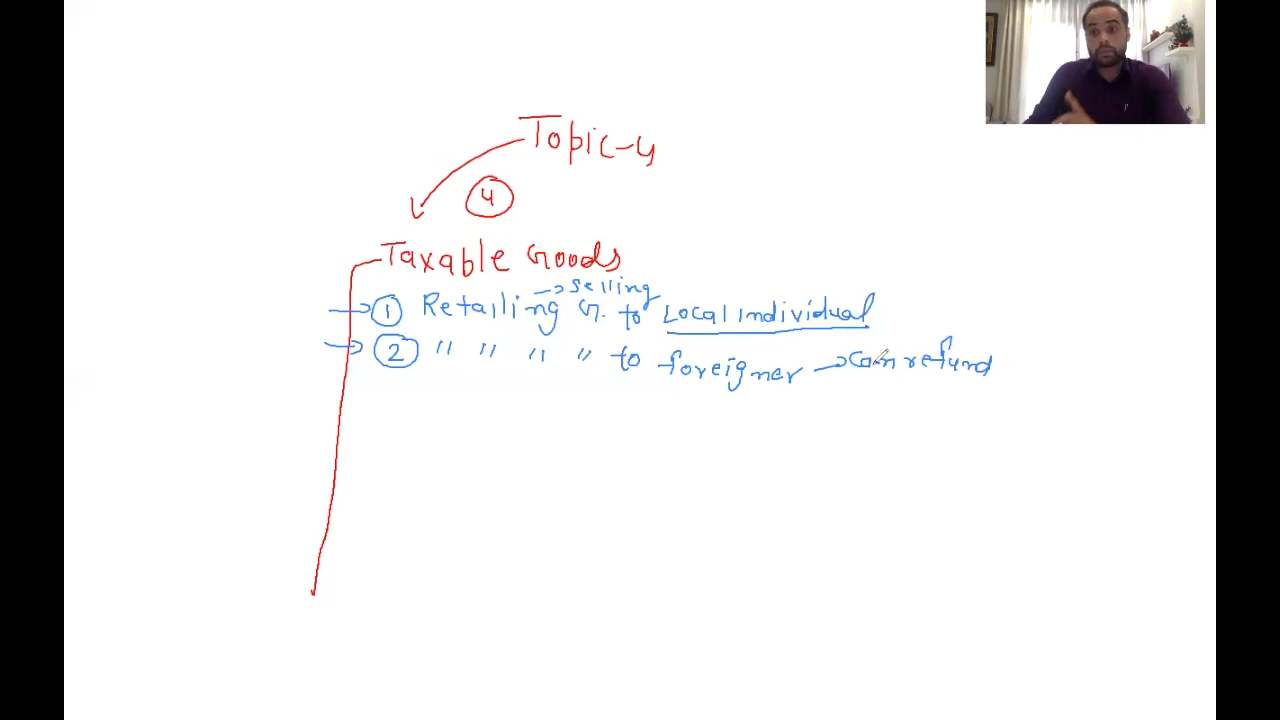 Topic-4
4
Taxable Goods
→ selling
→ 1 Retailing G. to Local individual
→ 2 " " " " to foreigner → Can refund